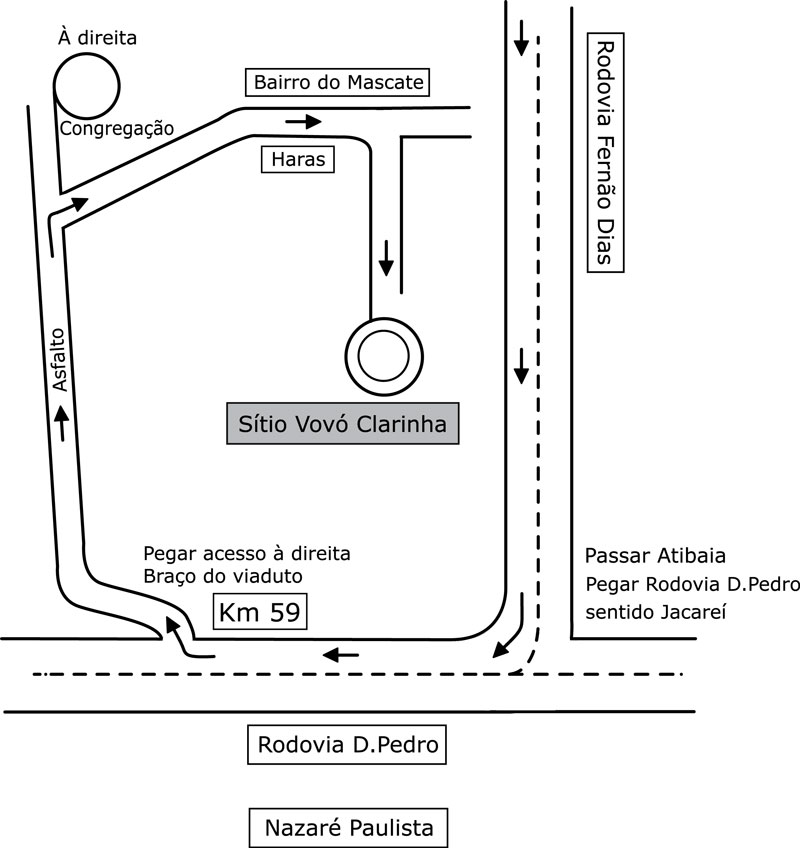 À direita
Congregação
Bairro do Mascate
Haras
Rodovia Fernão Dias
Asfalto
Sítio Vovó Clarinha
Pegar acesso à direita
Braço do viaduto
Km 59
Passar Atibaia
Pegar Rodovia D.Pedro
sentido Jacareí
Rodovia D.Pedro
Nazaré Paulista